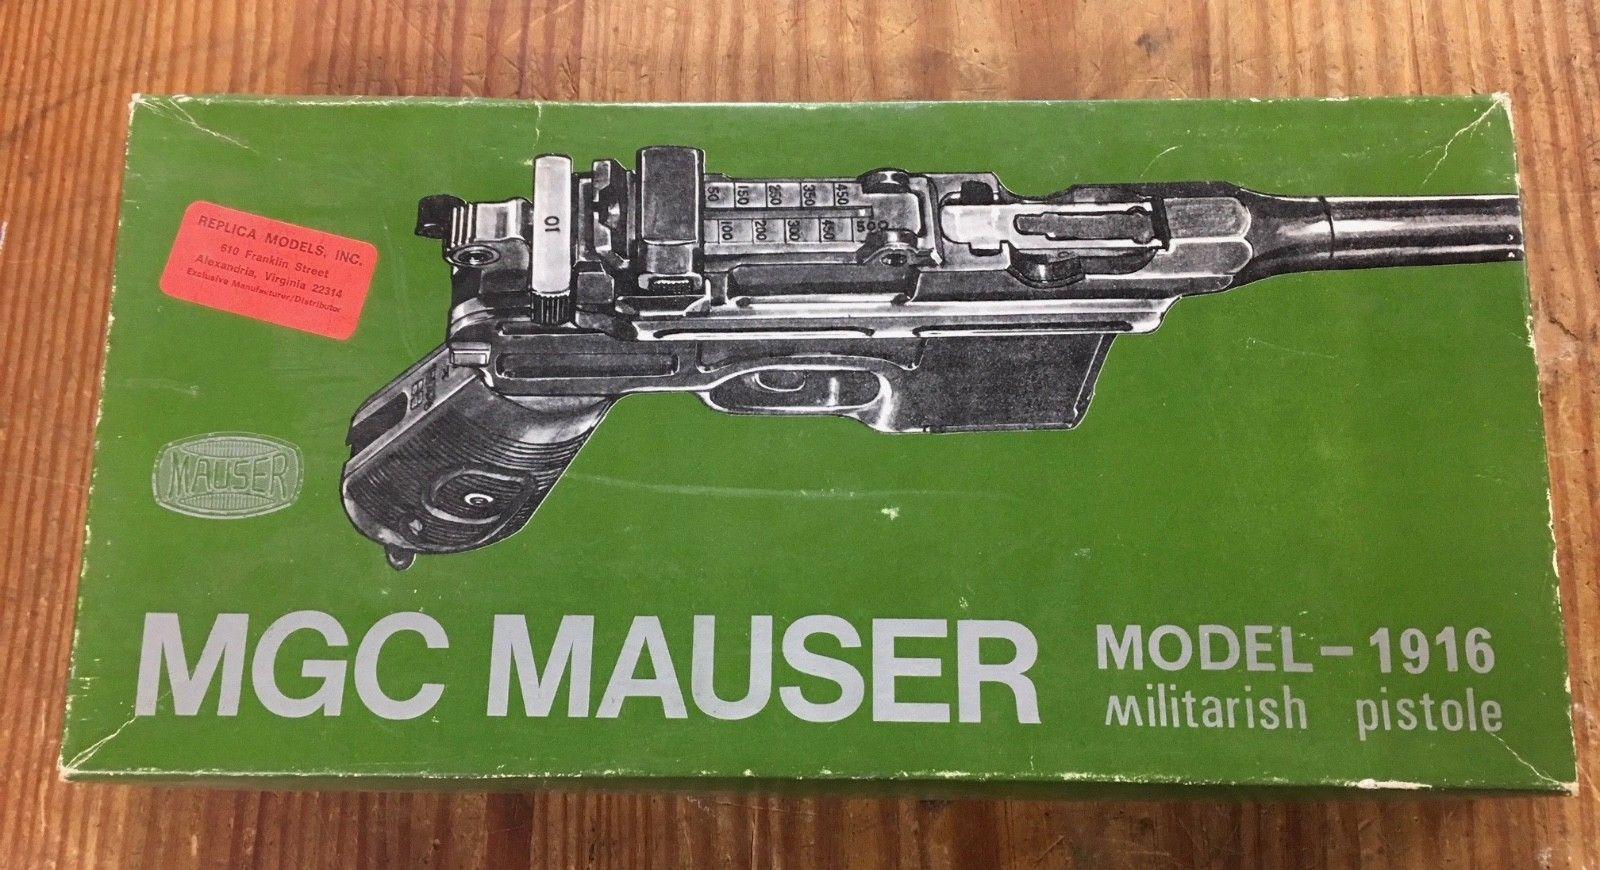 REPLICA MODELS, INC.
610 Franklin Street
Alexandria, Virginia 22314
Exclusive Manufacturer/Distributor
10
50 150 250 350 450
100 200 300 450 500
MAUSER
MGC MAUSER
MODEL-1916
Militarish pistole